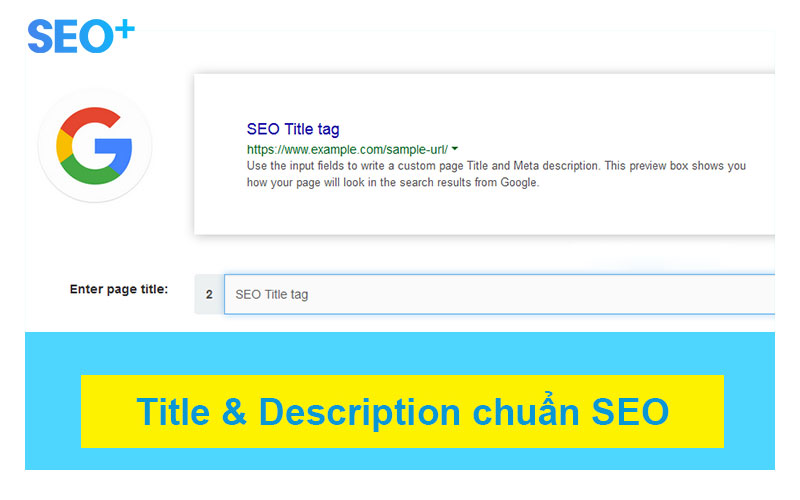 SEO+
SEO Title tag
https://www.example.com/sample-url/
Use the input fields to write a custom page Title and Meta description. This preview box shows you
how your page will look in the search results from Google.
Enter page title: 2 SEO Title tag
Title & Description chuẩn SEO